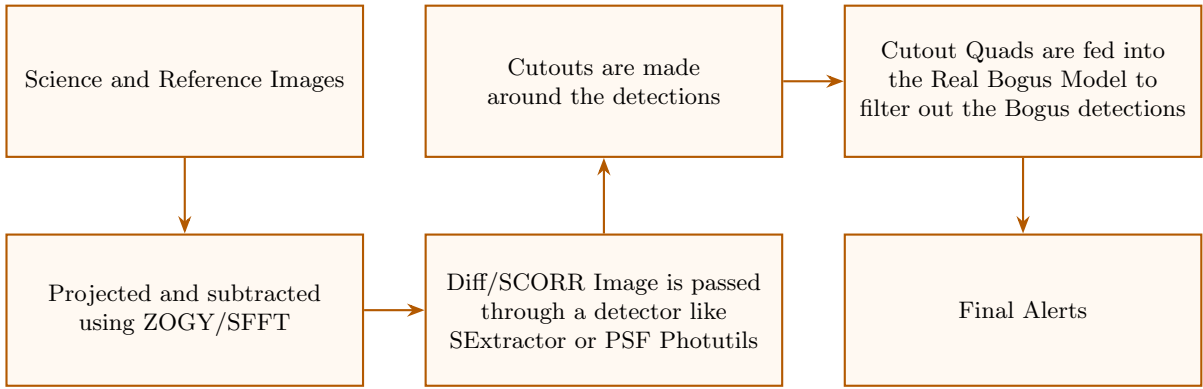 Science and Reference Images
Projected and subtracted
using ZOGY/SFFT
Diff/SCORR Image is passed
through a detector like
SExtractor or PSF Photutils
Cutouts are made
around the detections
Cutout Quads are fed into
the Real Bogus Model to
filter out the Bogus detections
Final Alerts